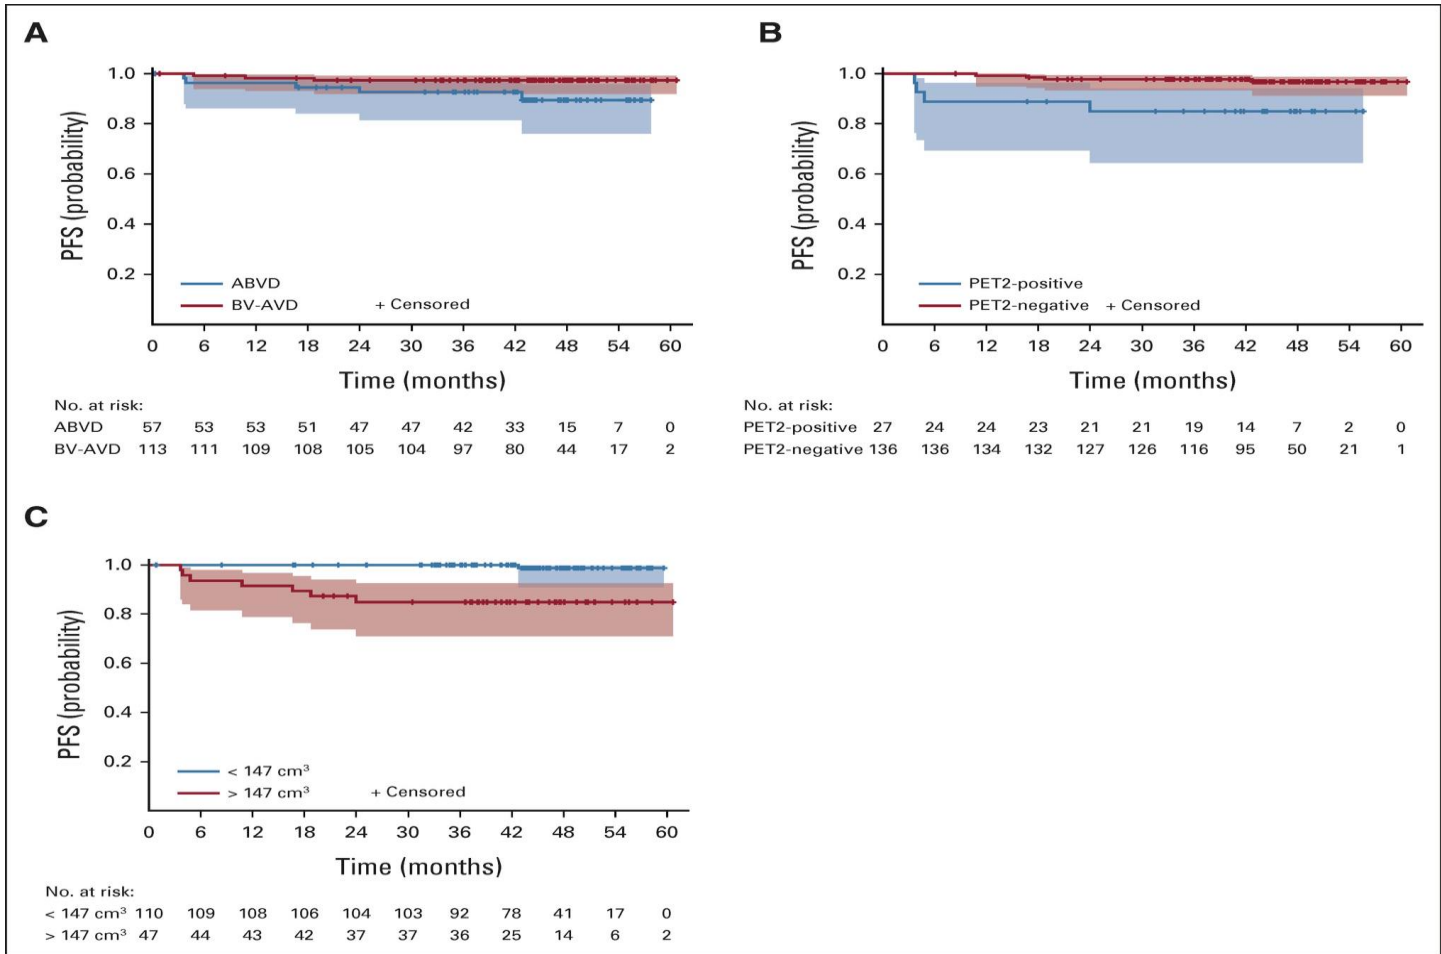 A
1.0
0.8
0.6
0.4
0.2
PFS (probability)
ABVD
BV-AVD + Censored
0 6 12 18 24 30 36 42 48 54 60
Time (months)
No. at risk:
ABVD 57 53 53 51 47 47 42 33 15 7 0
BV-AVD 113 111 109 108 105 104 97 80 44 17 2
B
1.0
0.8
0.6
0.4
0.2
PFS (probability)
PET2-positive
PET2-negative + Censored
0 6 12 18 24 30 36 42 48 54 60
Time (months)
No. at risk:
PET2-positive 27 24 24 23 21 21 19 14 7 2 0
PET2-negative 136 136 134 132 127 126 116 95 50 21 1
C
1.0
0.8
0.6
0.4
0.2
PFS (probability)
< 147 cm³
> 147 cm³ + Censored
0 6 12 18 24 30 36 42 48 54 60
Time (months)
No. at risk:
< 147 cm³ 110 109 108 106 104 103 92 78 41 17 0
> 147 cm³ 47 44 43 42 37 37 36 25 14 6 2